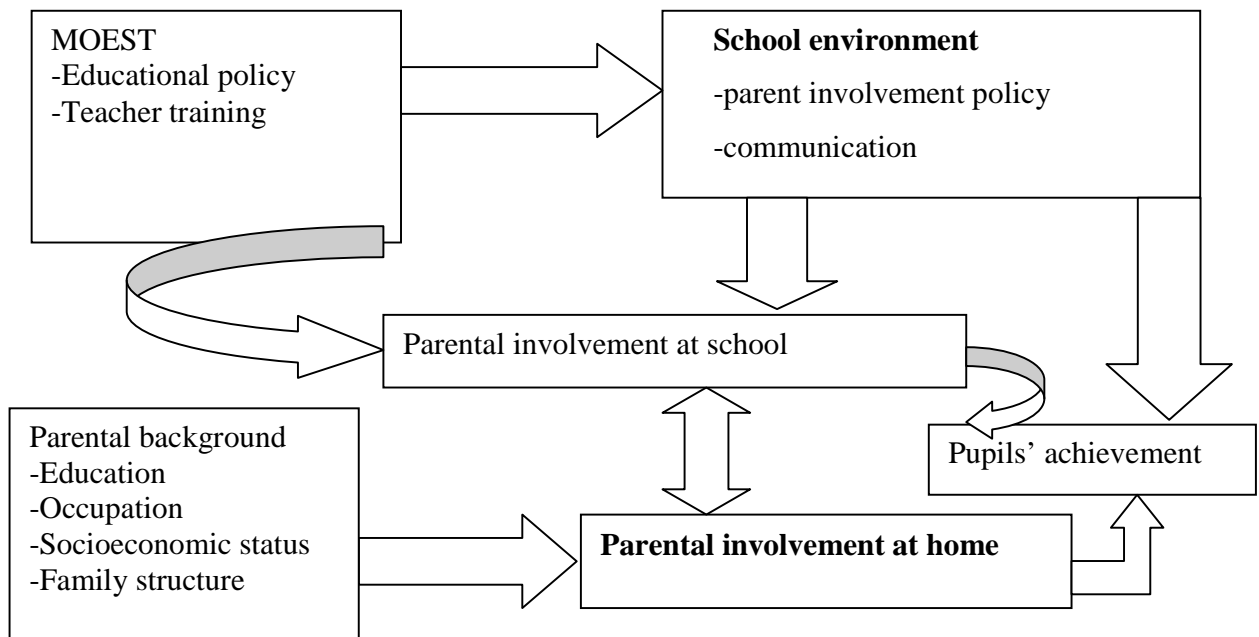 MOEST
-Educational policy
-Teacher training
School environment
-parent involvement policy
-communication
Parental involvement at school
Parental background
-Education
-Occupation
-Socioeconomic status
-Family structure
Pupils’ achievement
Parental involvement at home